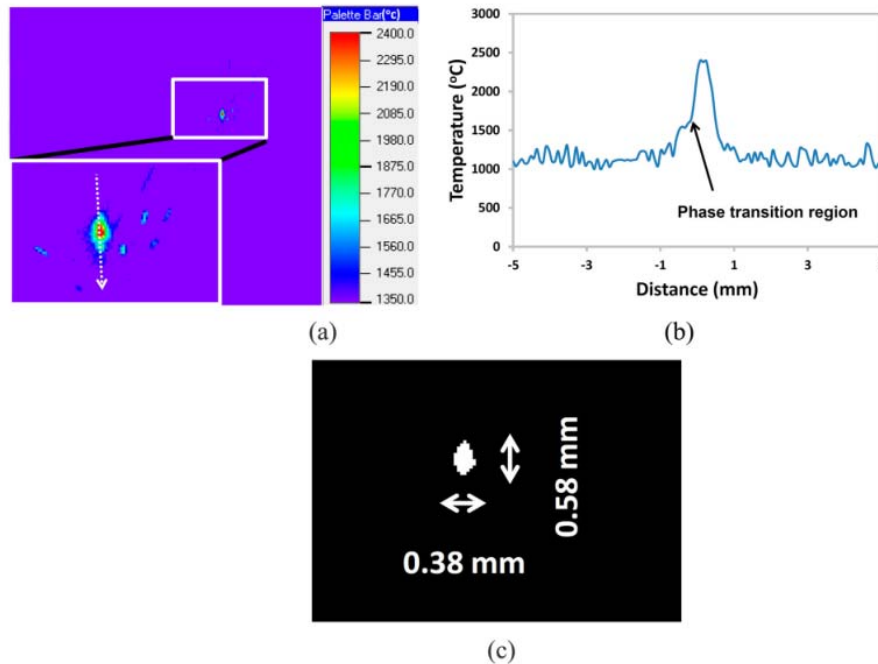 Palette Bar(°c)
2400.0
2295.0
2190.0
2085.0
1980.0
1875.0
1770.0
1665.0
1560.0
1455.0
1350.0
(a)
3000
2500
2000
1500
1000
500
0
Temperature (°C)
Phase transition region
-5
-3
-1
1
3
Distance (mm)
(b)
0.58 mm
0.38 mm
(c)